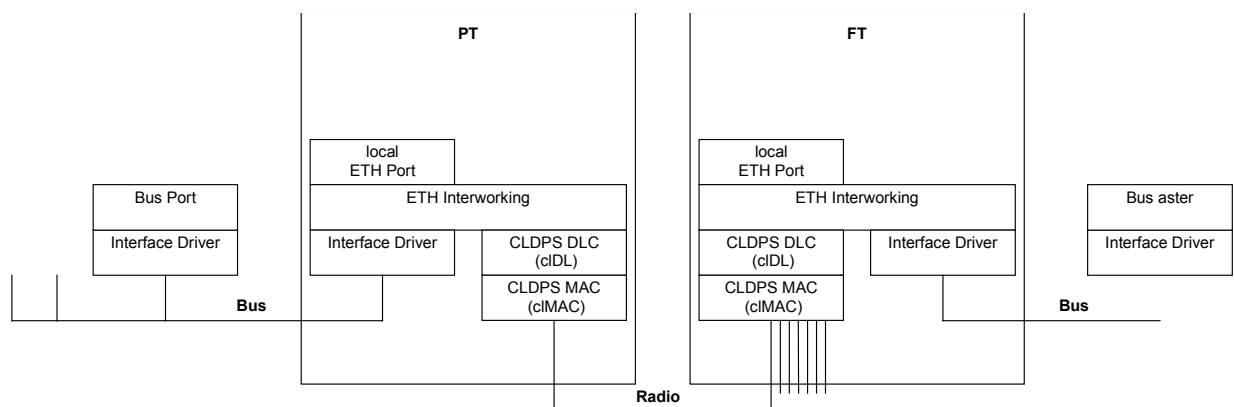 PT
FT
local
ETH Port
local
ETH Port
Bus Port
ETH Interworking
ETH Interworking
Bus aster
Interface Driver
Interface Driver
CLDPS DLC
(clDL)
CLDPS DLC
(clDL)
Interface Driver
Interface Driver
CLDPS MAC
(clMAC)
CLDPS MAC
(clMAC)
Bus
Bus
Radio